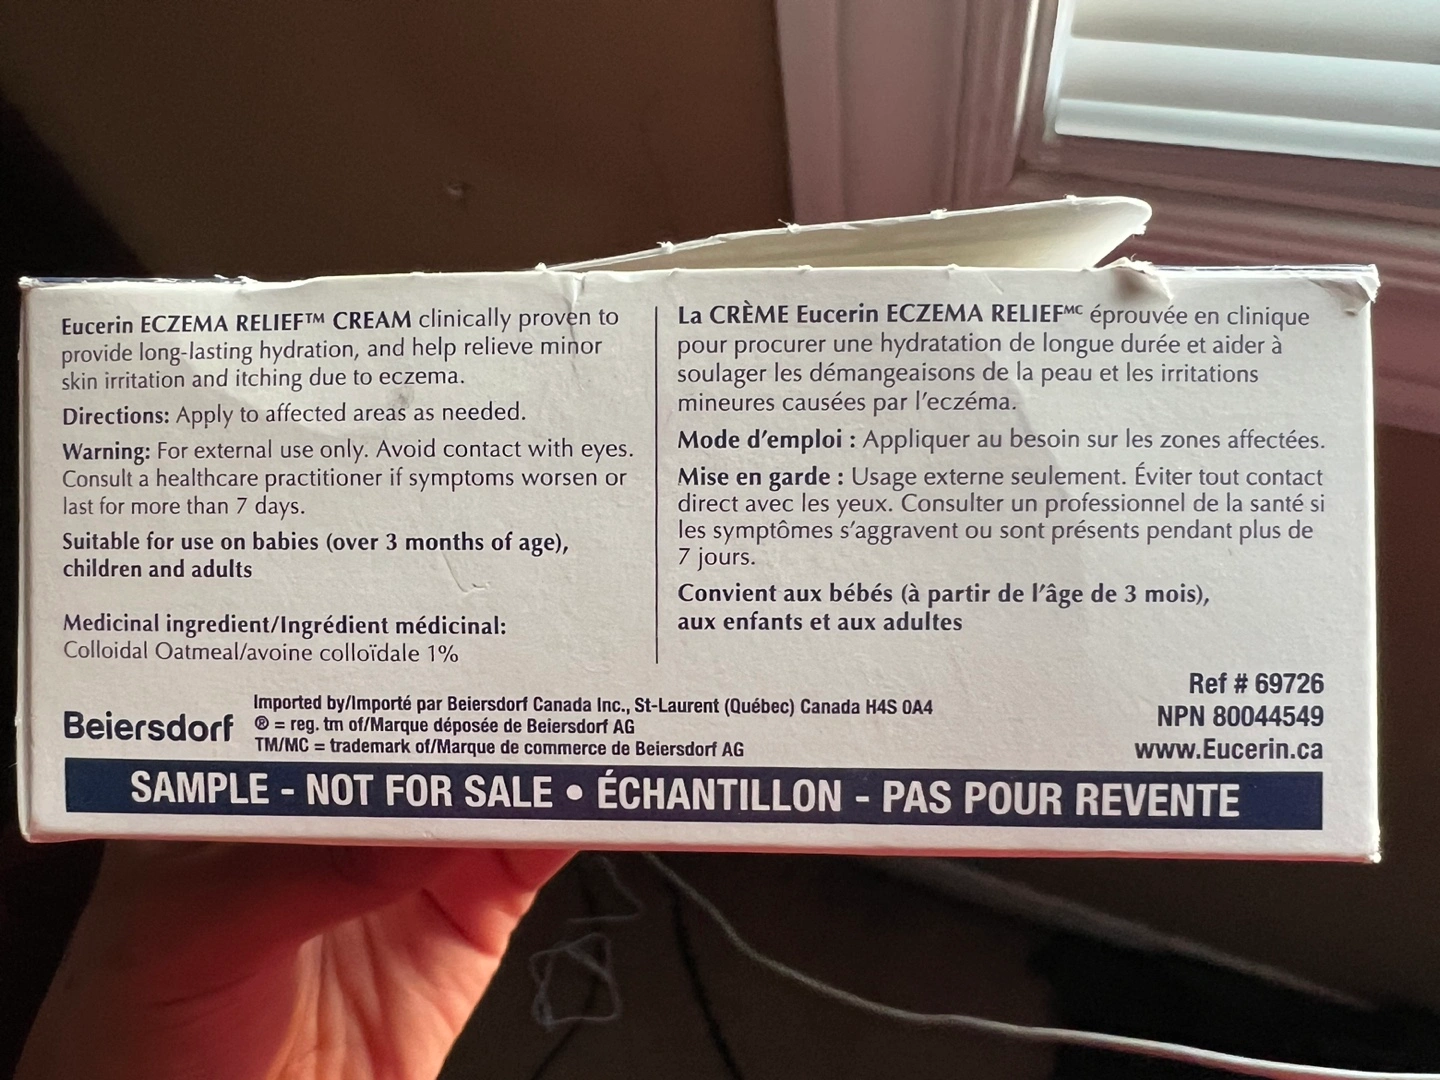 Eucerin ECZEMA RELIEF™ CREAM clinically proven to
provide long-lasting hydration, and help relieve minor
skin irritation and itching due to eczema.
Directions: Apply to affected areas as needed.
Warning: For external use only. Avoid contact with eyes.
Consult a healthcare practitioner if symptoms worsen or
last for more than 7 days.
Suitable for use on babies (over 3 months of age),
children and adults
Medicinal ingredient/Ingrédient médicinal:
Colloidal Oatmeal/avoine colloïdale 1%
La CRÈME Eucerin ECZEMA RELIEFᴹᶜ éprouvée en clinique
pour procurer une hydratation de longue durée et aider à
soulager les démangeaisons de la peau et les irritations
mineures causées par l'eczéma.
Mode d'emploi : Appliquer au besoin sur les zones affectées.
Mise en garde : Usage externe seulement. Éviter tout contact
direct avec les yeux. Consulter un professionnel de la santé si
les symptômes s'aggravent ou sont présents pendant plus de
7 jours.
Convient aux bébés (à partir de l'âge de 3 mois),
aux enfants et aux adultes
Beiersdorf
Imported by/Importé par Beiersdorf Canada Inc., St-Laurent (Québec) Canada H4S 0A4
® = reg. tm of/Marque déposée de Beiersdorf AG
TM/MC = trademark of/Marque de commerce de Beiersdorf AG
Ref # 69726
NPN 80044549
www.Eucerin.ca
SAMPLE - NOT FOR SALE • ÉCHANTILLON - PAS POUR REVENTE